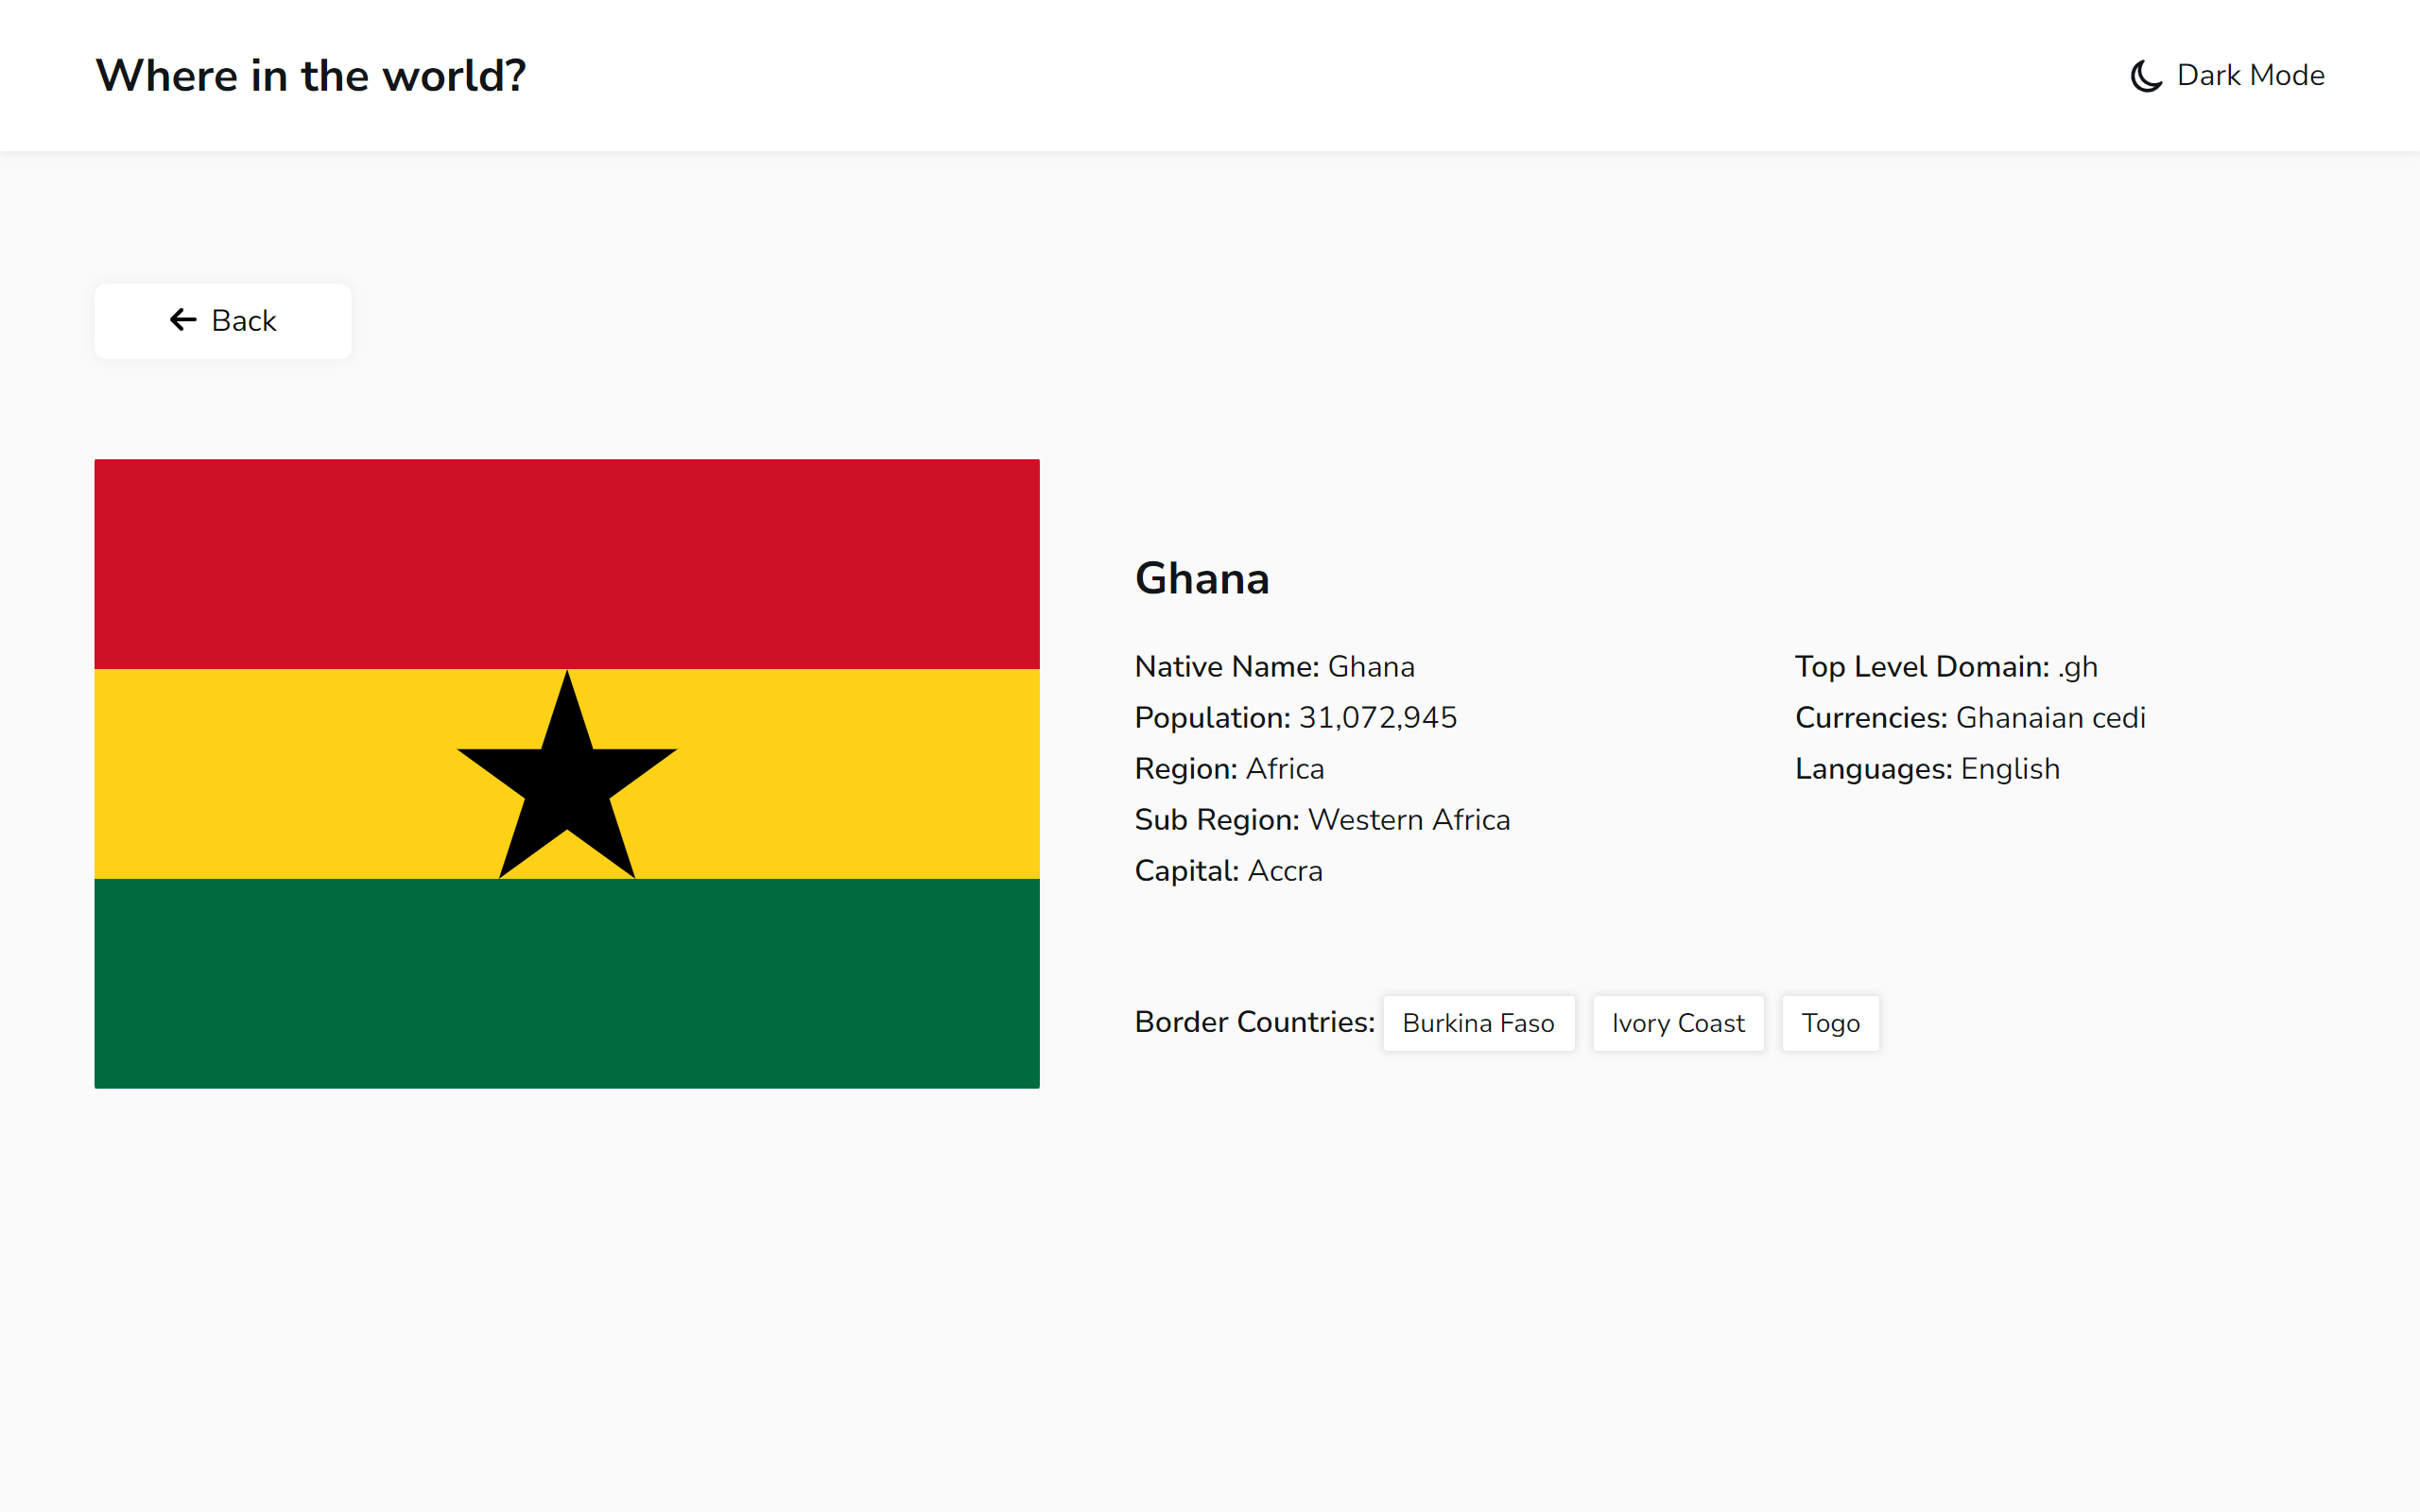 Where in the world?
Dark Mode
Back
Ghana
Native Name: Ghana
Population: 31,072,945
Region: Africa
Sub Region: Western Africa
Capital: Accra
Top Level Domain: .gh
Currencies: Ghanaian cedi
Languages: English
Border Countries: Burkina Faso Ivory Coast Togo